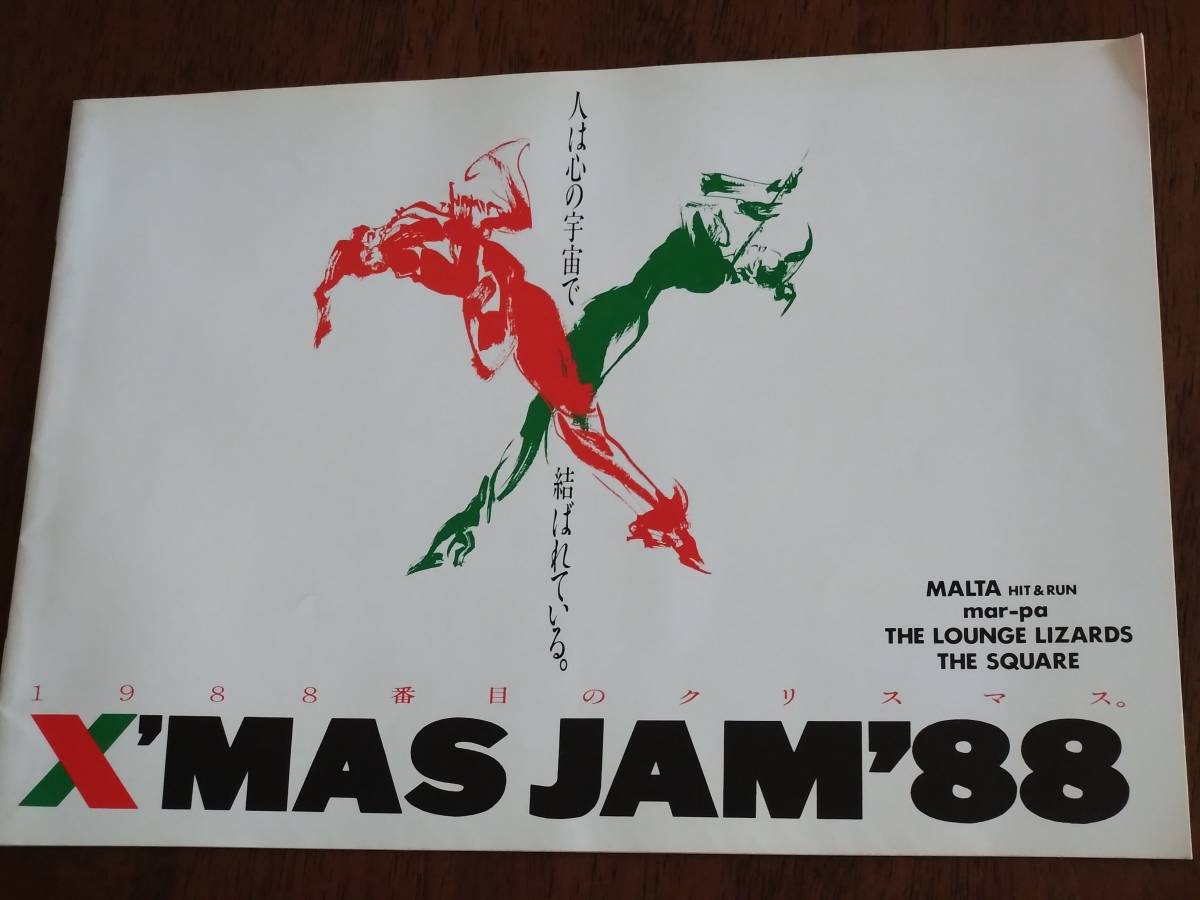 人は心の宇宙で
結ばれている。
MALTA HIT & RUN
mar-pa
THE LOUNGE LIZARDS
THE SQUARE
1988番目のクリスマス。
X'MAS JAM'88